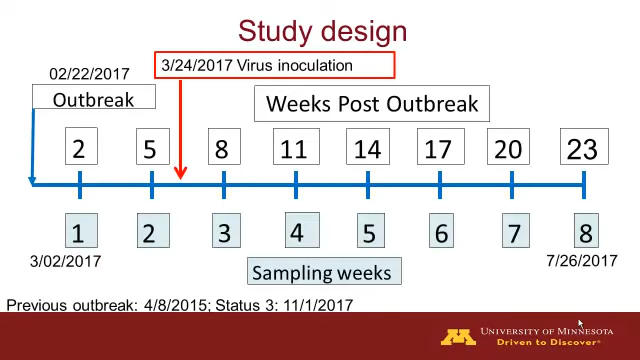 Study design
02/22/2017
3/24/2017 Virus inoculation
Outbreak
Weeks Post Outbreak
2 5 8 11 14 17 20 23
1 2 3 4 5 6 7 8
3/02/2017
7/26/2017
Sampling weeks
Previous outbreak: 4/8/2015; Status 3: 11/1/2017
M
UNIVERSITY OF MINNESOTA
Driven to Discover®